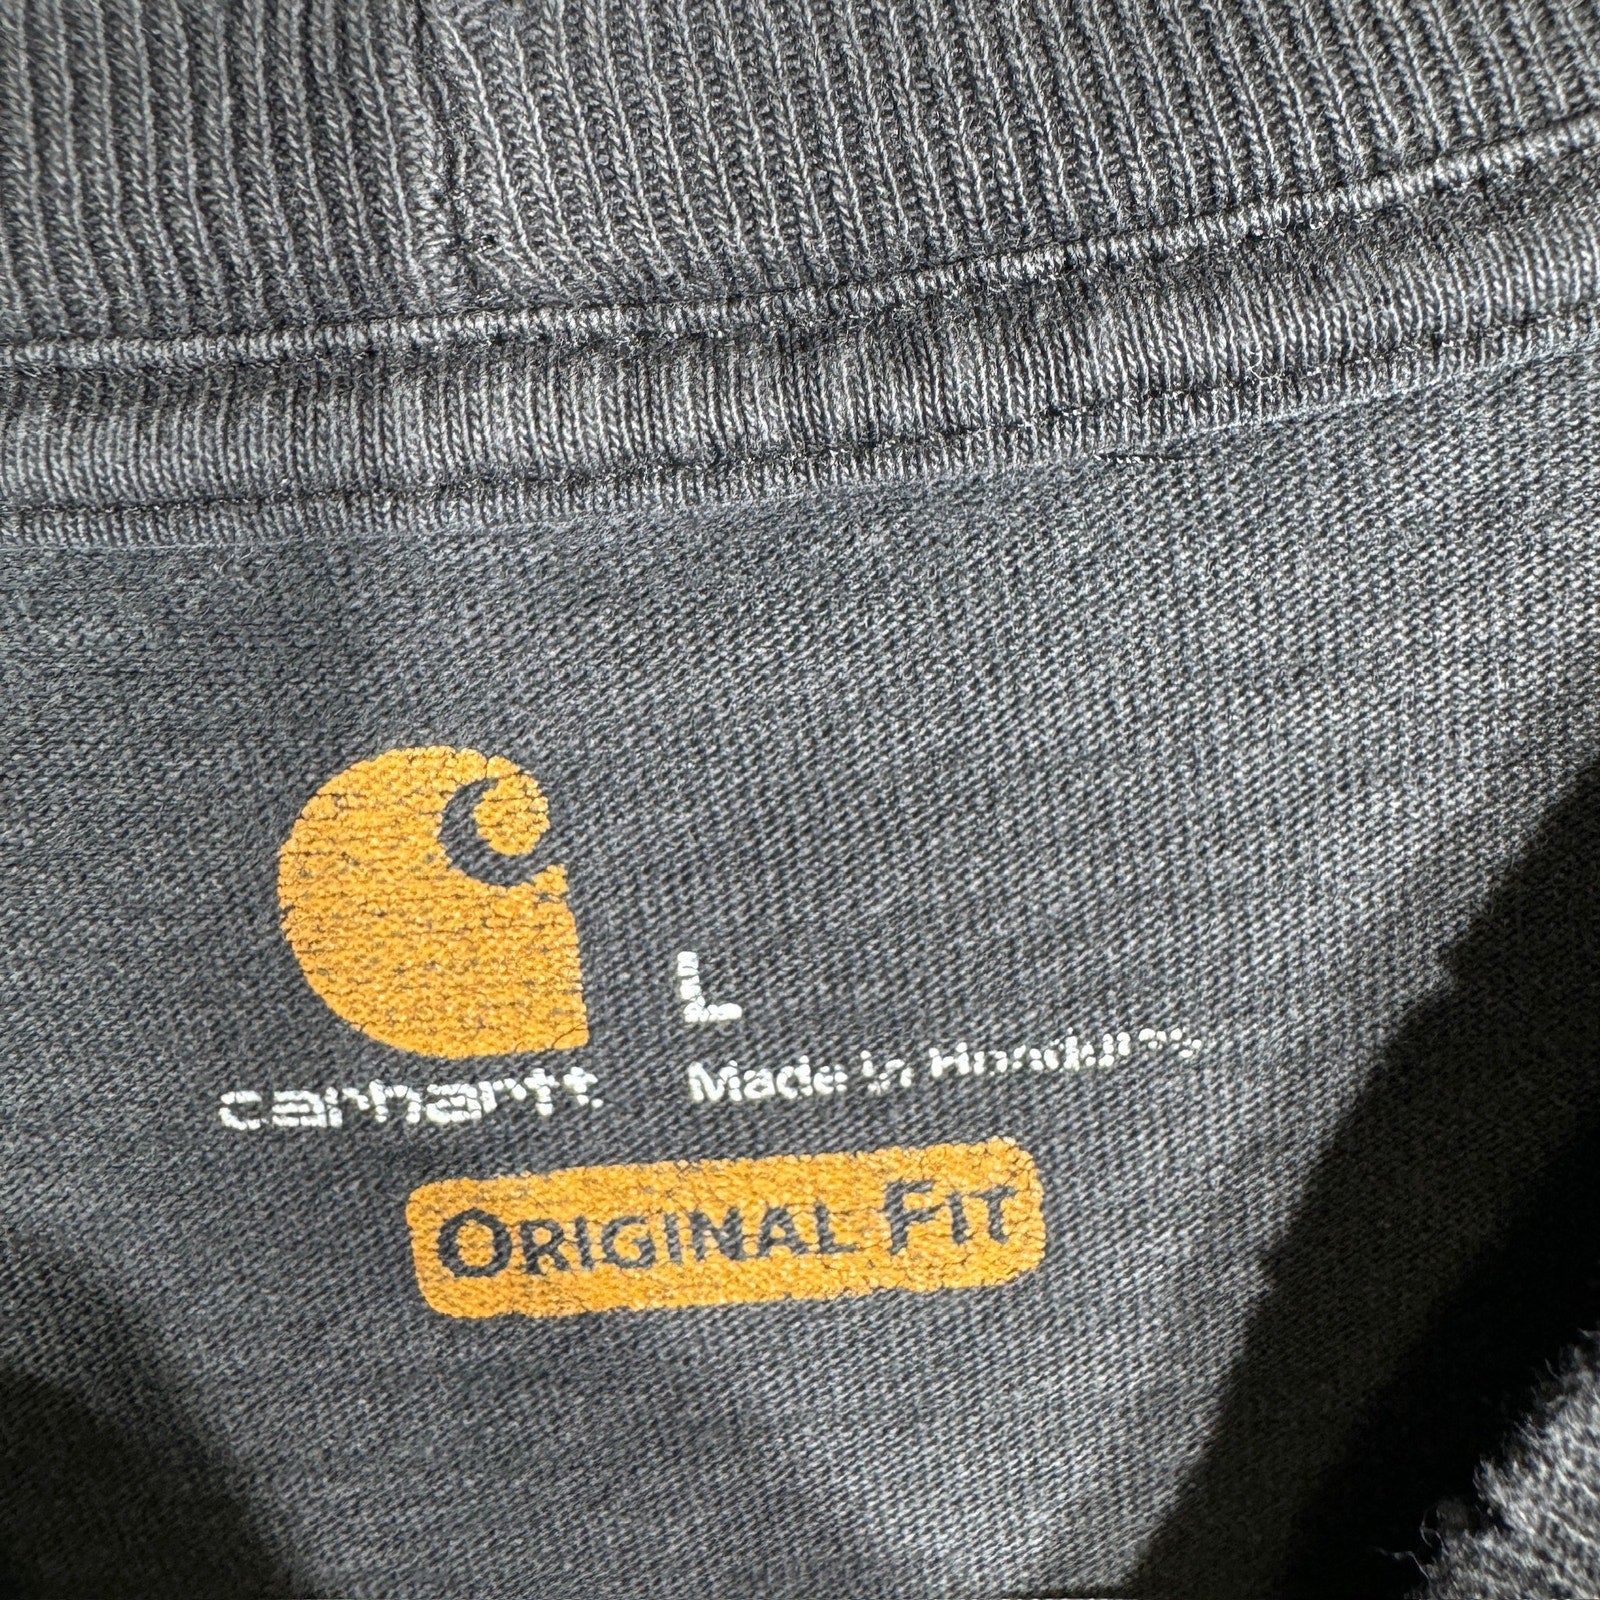 L
carhartt.
Made in Honduras
ORIGINAL FIT